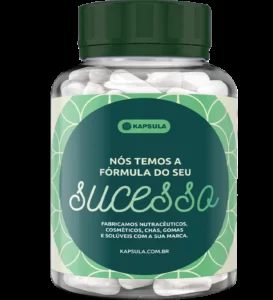 KAPSULA
NÓS TEMOS A
FÓRMULA DO SEU
sucesso
FABRICAMOS NUTRACÊUTICOS,
COSMÉTICOS, CHÁS, GOMAS
E SOLÚVEIS COM A SUA MARCA.
KAPSULA.COM.BR